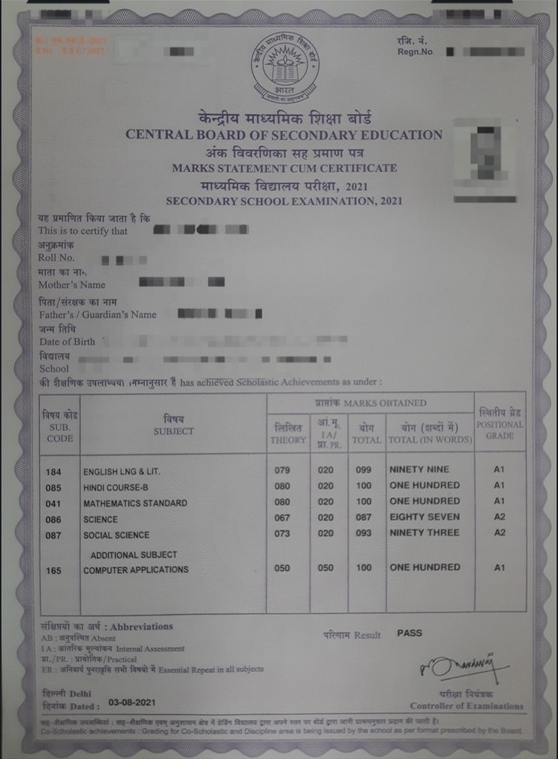 रजि. नं.
Regn.No.
केन्द्रीय माध्यमिक शिक्षा बोर्ड
भारत
केन्द्रीय माध्यमिक शिक्षा बोर्ड
CENTRAL BOARD OF SECONDARY EDUCATION
अंक विवरणिका सह प्रमाण पत्र
MARKS STATEMENT CUM CERTIFICATE
माध्यमिक विद्यालय परीक्षा, 2021
SECONDARY SCHOOL EXAMINATION, 2021
यह प्रमाणित किया जाता है कि
This is to certify that
अनुक्रमांक
Roll No.
माता का ना
Mother's Name
पिता/संरक्षक का नाम
Father's / Guardian's Name
जन्म तिथि
Date of Birth
विद्यालय
School
की शैक्षणिक है has achieved Scholastic Achievements as under :
विषय कोड SUB. CODE विषय SUBJECT प्राप्तांक MARKS OBTAINED स्थितीय ग्रेड POSITIONAL GRADE
लिखित THEORY आं.मू. I A / प्रा./PR. योग TOTAL योग (शब्दों में) TOTAL (IN WORDS)
184 ENGLISH LNG & LIT. 079 020 099 NINETY NINE A1
085 HINDI COURSE-B 080 020 100 ONE HUNDRED A1
041 MATHEMATICS STANDARD 080 020 100 ONE HUNDRED A1
086 SCIENCE 067 020 087 EIGHTY SEVEN A2
087 SOCIAL SCIENCE 073 020 093 NINETY THREE A2
ADDITIONAL SUBJECT
165 COMPUTER APPLICATIONS 050 050 100 ONE HUNDRED A1
संक्षिप्तियों का अर्थ : Abbreviations
AB : अनुपस्थित Absent
I A : आंतरिक मूल्यांकन Internal Assessment
प्रा./PR. : प्रायोगिक/Practical
ER : अनिवार्य पुनरावृत्ति सभी विषयों में Essential Repeat in all subjects
परिणाम Result PASS
दिल्ली Delhi
दिनांक Dated : 03-08-2021
परीक्षा नियंत्रक
Controller of Examinations
Co-Scholastic achievements : Grading for Co-Scholastic and Discipline area is being issued by the school as per format prescribed by the Board.